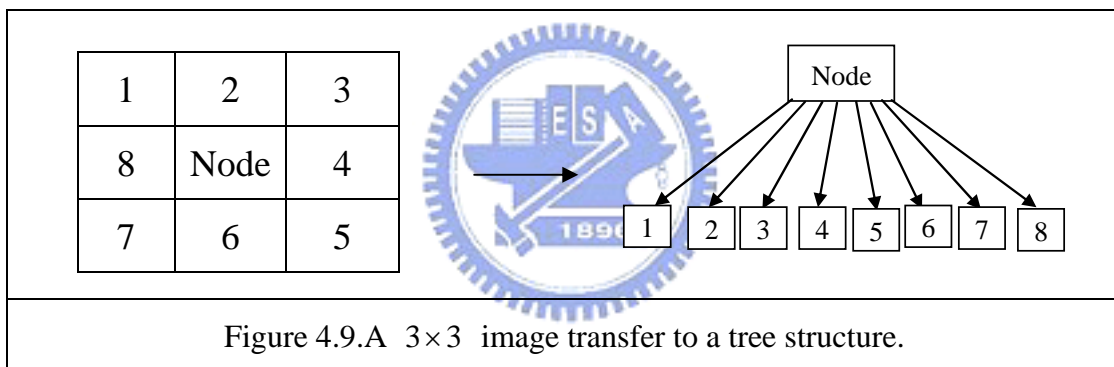 1 2 3
8 Node 4
7 6 5
E S A
1896
Node
1 2 3 4 5 6 7 8
Figure 4.9.A 3×3 image transfer to a tree structure.